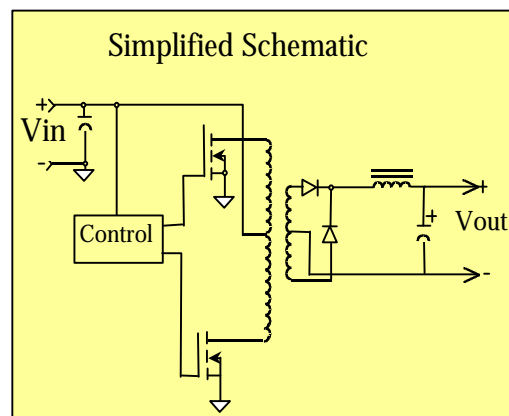 Simplified Schematic
+
Vin
-
Control
+
+
Vout
-